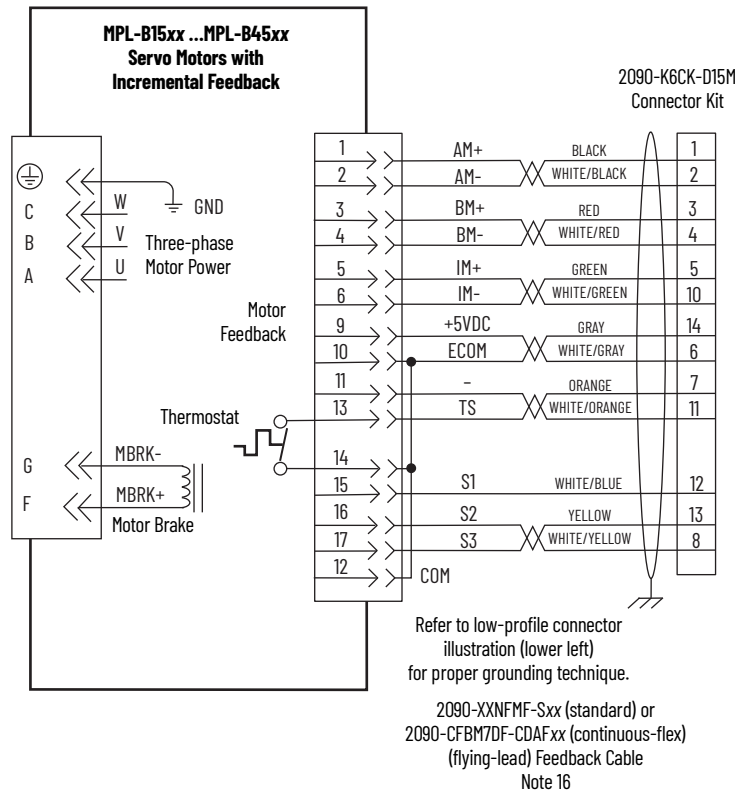 MPL-B15xx ...MPL-B45xx
Servo Motors with
Incremental Feedback
2090-K6CK-D15M
Connector Kit
1 AM+ BLACK 1
2 AM- WHITE/BLACK 2
3 BM+ RED 3
4 BM- WHITE/RED 4
5 IM+ GREEN 5
6 IM- WHITE/GREEN 10
9 +5VDC GRAY 14
10 ECOM WHITE/GRAY 6
11 – ORANGE 7
13 TS WHITE/ORANGE 11
14
15 S1 WHITE/BLUE 12
16 S2 YELLOW 13
17 S3 WHITE/YELLOW 8
12 COM
GND
C W
B V
A U
Three-phase
Motor Power
Motor
Feedback
Thermostat
G MBRK-
F MBRK+
Motor Brake
Refer to low-profile connector
illustration (lower left)
for proper grounding technique.
2090-XXNFMF-Sxx (standard) or
2090-CFBM7DF-CDAFxx (continuous-flex)
(flying-lead) Feedback Cable
Note 16